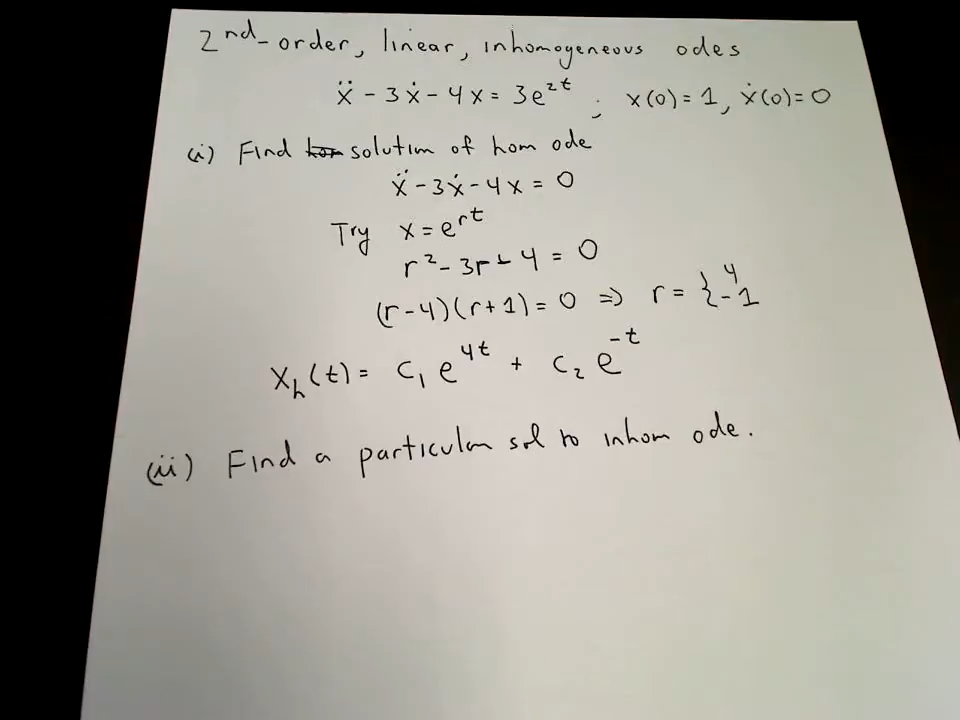 2nd-order, linear, inhomogeneous odes
ẍ - 3ẋ - 4x = 3e^{2t} ; x(0) = 1, ẋ(0) = 0
(i) Find solution of hom ode
ẍ - 3ẋ - 4x = 0
Try x = e^{rt}
r² - 3r - 4 = 0
(r-4)(r+1) = 0 ⇒ r = { 4 -1
x_h(t) = c₁e^{4t} + c₂e^{-t}
(ii) Find a particular sol to inhom ode.